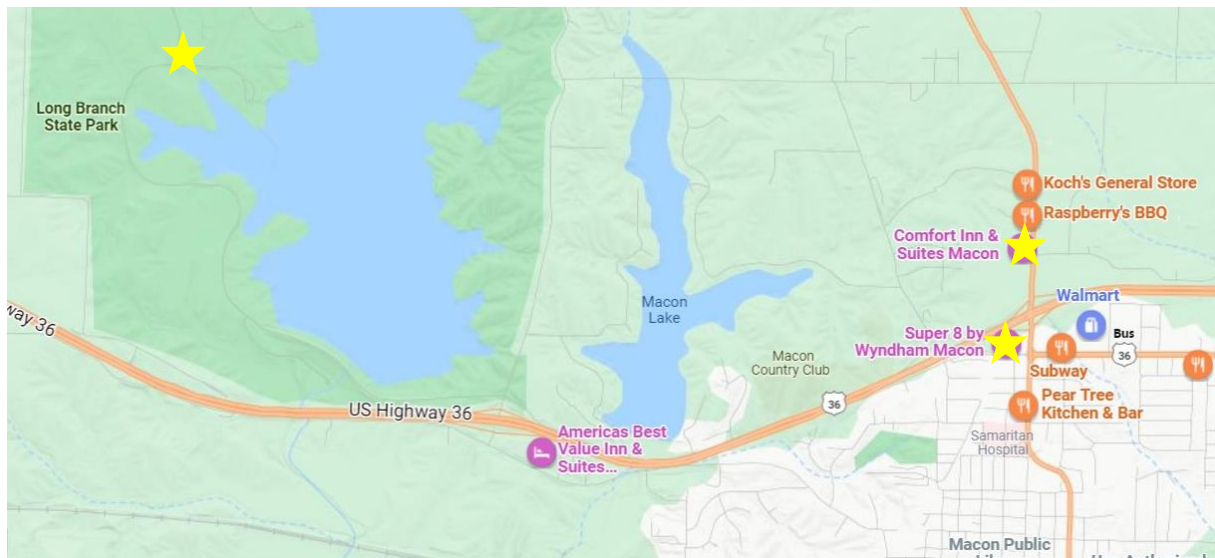 Long Branch
State Park
Koch's General Store
Raspberry's BBQ
Comfort Inn &
Suites Macon
Macon
Lake
Walmart
way 36
Super 8 by
Wyndham Macon
Bus
36
Subway
Macon
Country Club
36
US Highway 36
Pear Tree
Kitchen & Bar
Americas Best
Value Inn &
Suites...
Samaritan
Hospital
Macon Public